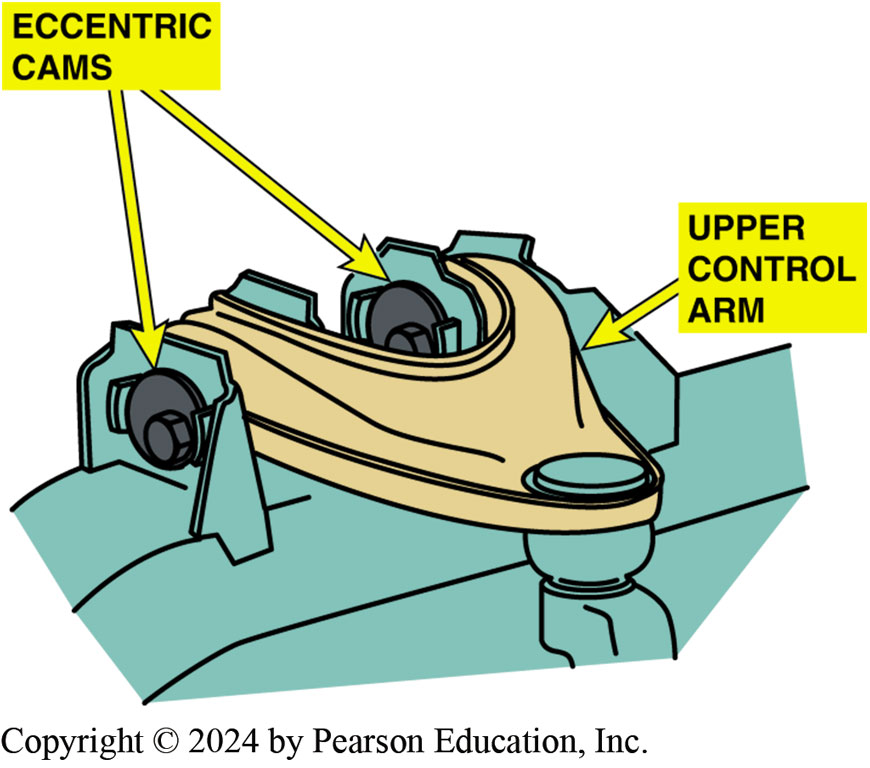 ECCENTRIC
CAMS
UPPER
CONTROL
ARM
Copyright © 2024 by Pearson Education, Inc.